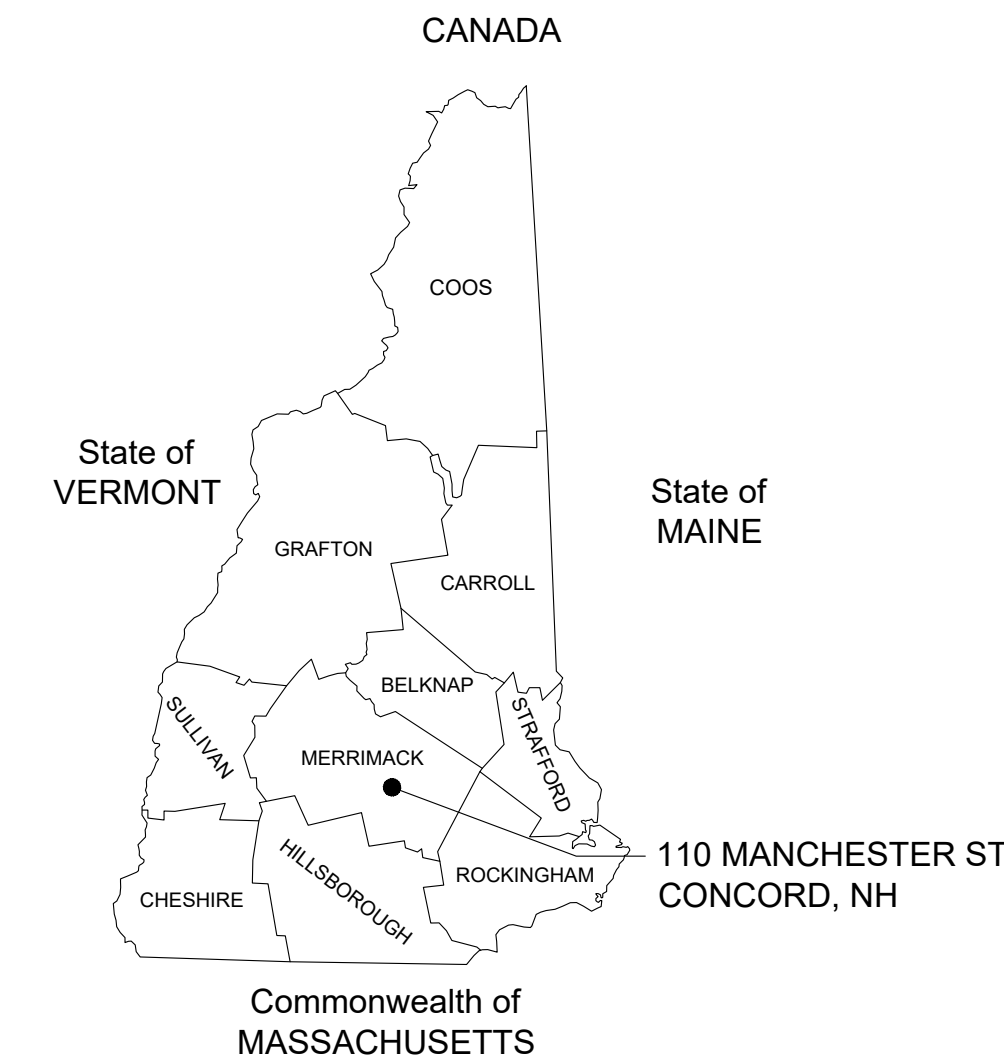 CANADA
COOS
State of
VERMONT
State of
MAINE
GRAFTON
CARROLL
BELKNAP
SULLIVAN
STRAFFORD
MERRIMACK
110 MANCHESTER ST
CONCORD, NH
HILLSBOROUGH
ROCKINGHAM
CHESHIRE
Commonwealth of
MASSACHUSETTS